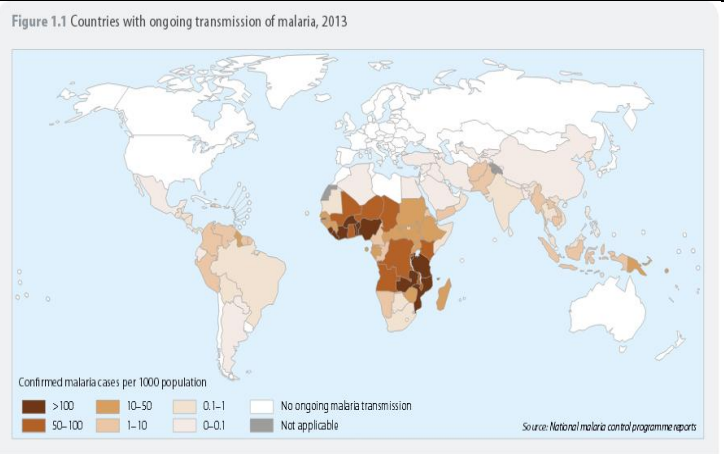 Figure 1.1 Countries with ongoing transmission of malaria, 2013
Confirmed malaria cases per 1000 population
>100 10–50 0.1–1 No ongoing malaria transmission
50–100 1–10 0–0.1 Not applicable
Source: National malaria control programme reports